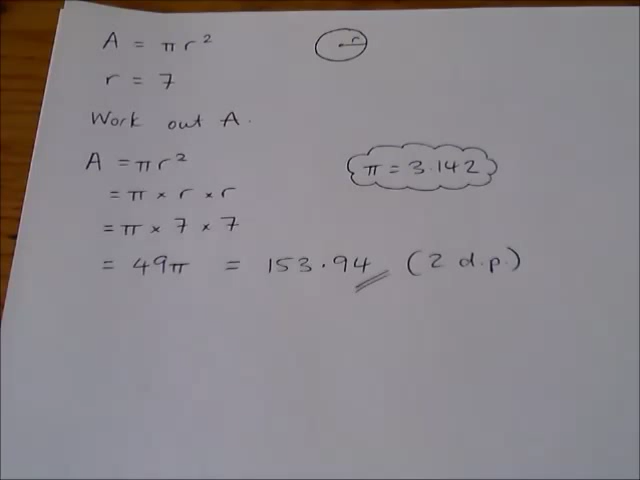 A = πr²
r
r = 7
Work out A.
A = πr²
π = 3.142
= π × r × r
= π × 7 × 7
= 49π = 153.94 (2 d.p.)